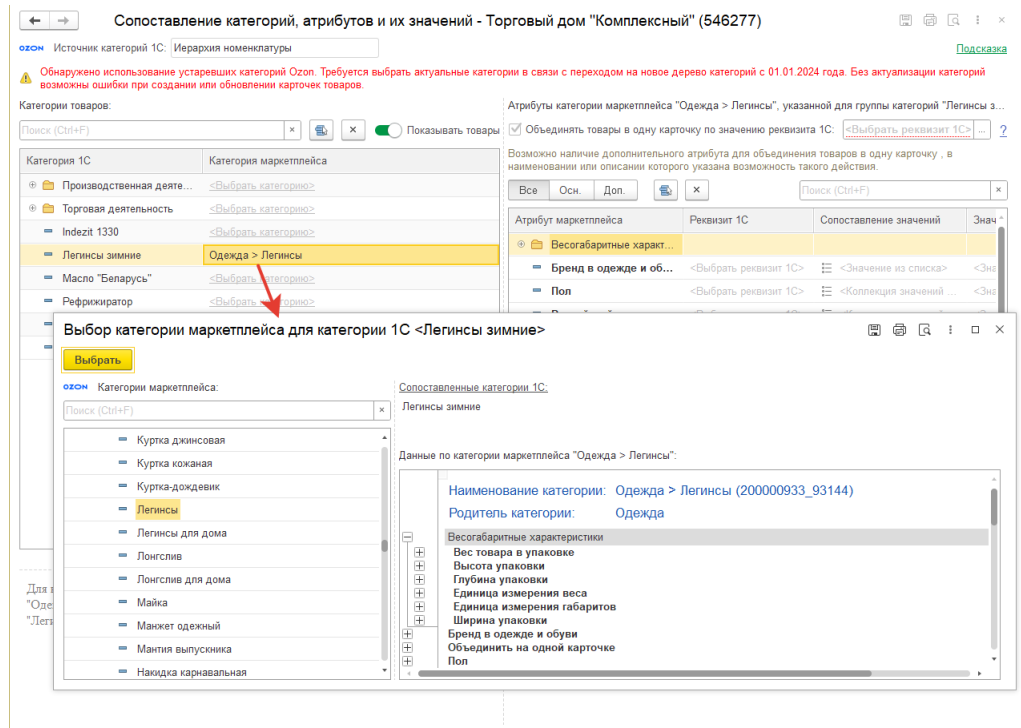 Сопоставление категорий, атрибутов и их значений - Торговый дом "Комплексный" (546277)
OZON Источник категорий 1С: Иерархия номенклатуры
Подсказка
Обнаружено использование устаревших категорий Ozon. Требуется выбрать актуальные категории в связи с переходом на новое дерево категорий с 01.01.2024 года. Без актуализации категорий
возможны ошибки при создании или обновлении карточек товаров.
Категории товаров:
Поиск (Ctrl+F) × × Показывать товары
Категория 1С Категория маркетплейса
Производственная деяте... <Выбрать категорию>
Торговая деятельность <Выбрать категорию>
Indezit 1330 <Выбрать категорию>
Легинсы зимние Одежда > Легинсы
Масло "Беларусь" <Выбрать категорию>
Рефрижиратор <Выбрать категорию>
Атрибуты категории маркетплейса "Одежда > Легинсы", указанной для группы категорий "Легинсы з...
Объединять товары в одну карточку по значению реквизита 1С: <Выбрать реквизит 1С> ... ?
Возможно наличие дополнительного атрибута для объединения товаров в одну карточку , в
наименовании или описании которого указана возможность такого действия.
Все Осн. Доп. × Поиск (Ctrl+F) ×
Атрибут маркетплейса Реквизит 1С Сопоставление значений Знач
Весогабаритные характ...
Бренд в одежде и об... <Выбрать реквизит 1С> <Значение из списка> <Зна
Пол <Выбрать реквизит 1С> <Коллекция значений ... <Зна
Для
"Оде
"Леги
Выбор категории маркетплейса для категории 1С <Легинсы зимние>
Выбрать
OZON Категории маркетплейса:
Поиск (Ctrl+F) ×
Куртка джинсовая
Куртка кожаная
Куртка-дождевик
Легинсы
Легинсы для дома
Лонгслив
Лонгслив для дома
Майка
Манжет одежный
Мантия выпускника
Накидка карнавальная
Сопоставленные категории 1С:
Легинсы зимние
Данные по категории маркетплейса "Одежда > Легинсы":
Наименование категории: Одежда > Легинсы (200000933_93144)
Родитель категории: Одежда
Весогабаритные характеристики
Вес товара в упаковке
Высота упаковки
Глубина упаковки
Единица измерения веса
Единица измерения габаритов
Ширина упаковки
Бренд в одежде и обуви
Объединить на одной карточке
Пол